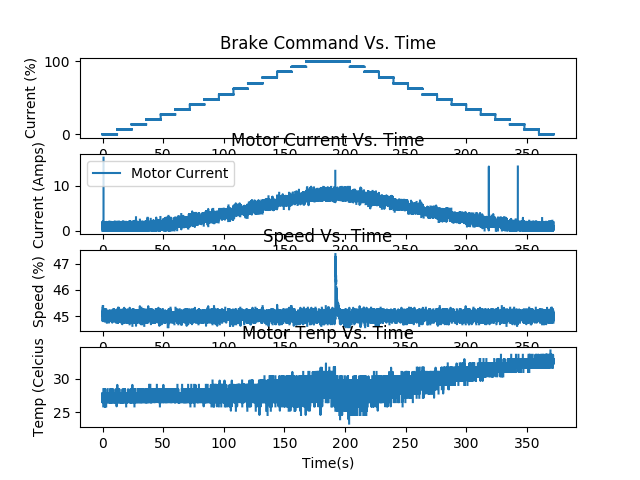 Brake Command Vs. Time
Current (%)
100
0
0 50 100 150 200 250 300 350
Motor Current Vs. Time
Current (Amps)
Motor Current
10
0
0 50 100 150 200 250 300 350
Speed Vs. Time
Speed (%)
47
46
45
0 50 100 150 200 250 300 350
Motor Tenp Vs. Time
Temp (Celcius
30
25
0 50 100 150 200 250 300 350
Time(s)